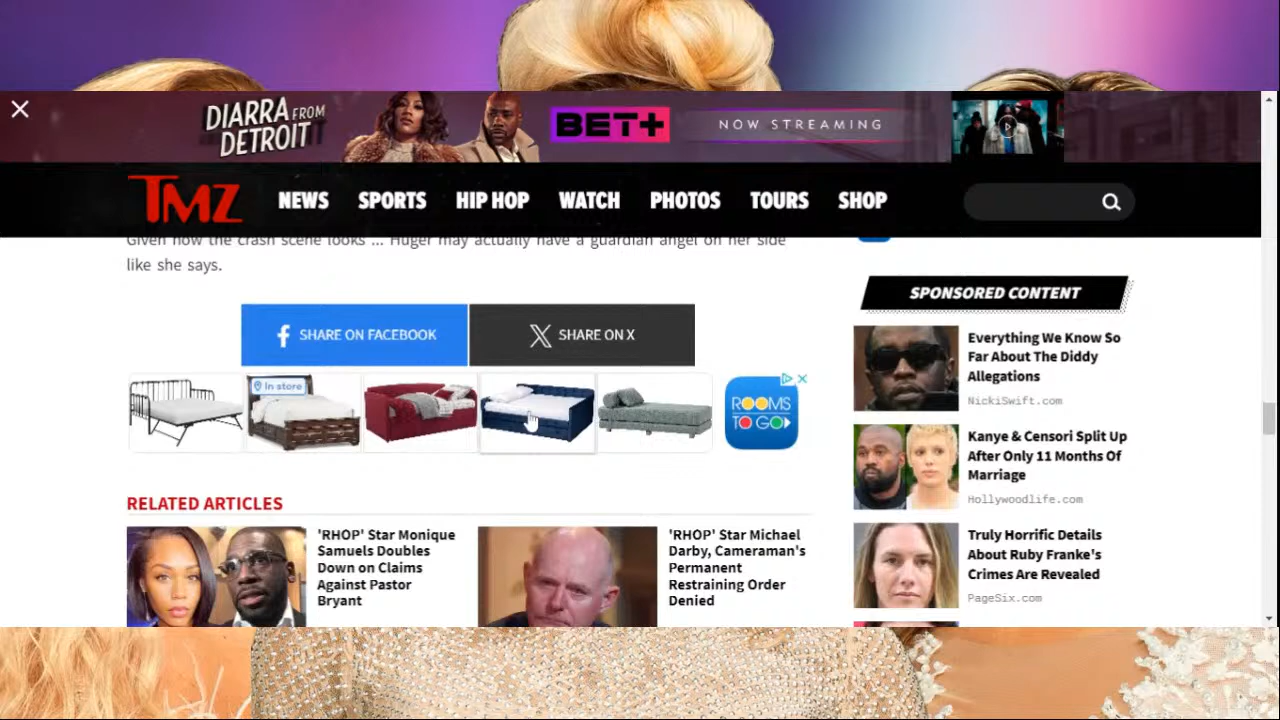 DIARRA FROM
DETROIT
BET+
NOW STREAMING
TMZ
NEWS
SPORTS
HIP HOP
WATCH
PHOTOS
TOURS
SHOP
Given how the crash scene looks ... Huger may actually have a guardian angel on her side
like she says.
SHARE ON FACEBOOK
SHARE ON X
In store
ROOMS
TO GO
RELATED ARTICLES
'RHOP' Star Monique
Samuels Doubles
Down on Claims
Against Pastor
Bryant
'RHOP' Star Michael
Darby, Cameraman's
Permanent
Restraining Order
Denied
SPONSORED CONTENT
Everything We Know So
Far About The Diddy
Allegations
NickiSwift.com
Kanye & Censori Split Up
After Only 11 Months Of
Marriage
Hollywoodlife.com
Truly Horrific Details
About Ruby Franke's
Crimes Are Revealed
PageSix.com